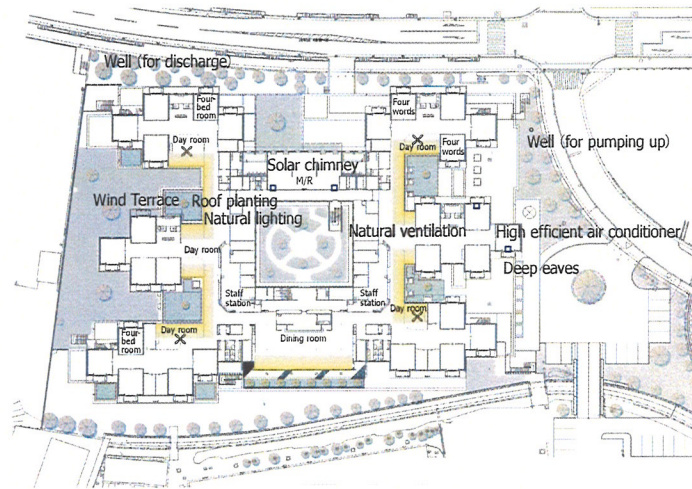 Well (for discharge)
Four-
bed
room
Four
words
Day room
Day room
Four
words
Well (for pumping up)
Solar chimney
M/R
Wind Terrace
Roof planting
Natural lighting
Natural ventilation
High efficient air conditioner/
Day room
Deep eaves
Staff
station
Staff
station
Day room
Day room
Four-
bed
room
Dining room